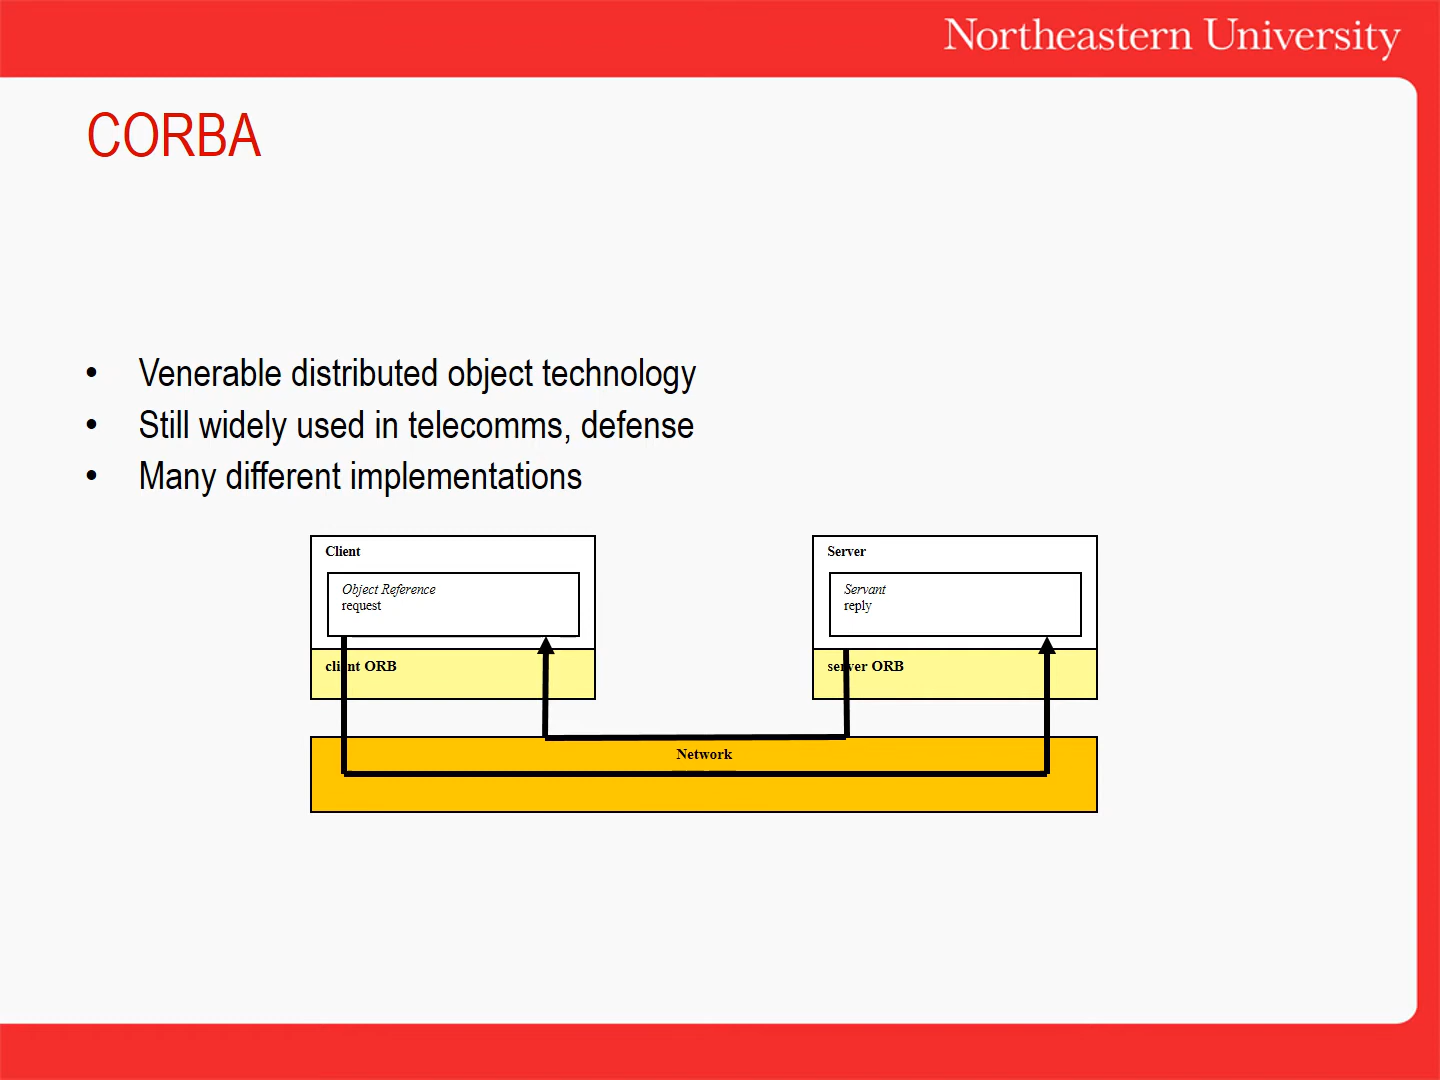 Northeastern University
CORBA
• Venerable distributed object technology
• Still widely used in telecomms, defense
• Many different implementations
Client
Object Reference
request
client ORB
Server
Servant
reply
server ORB
Network